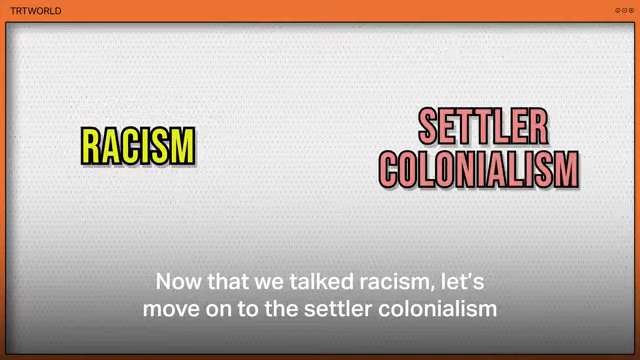 TRTWORLD
RACISM
SETTLER
COLONIALISM
Now that we talked racism, let's
move on to the settler colonialism